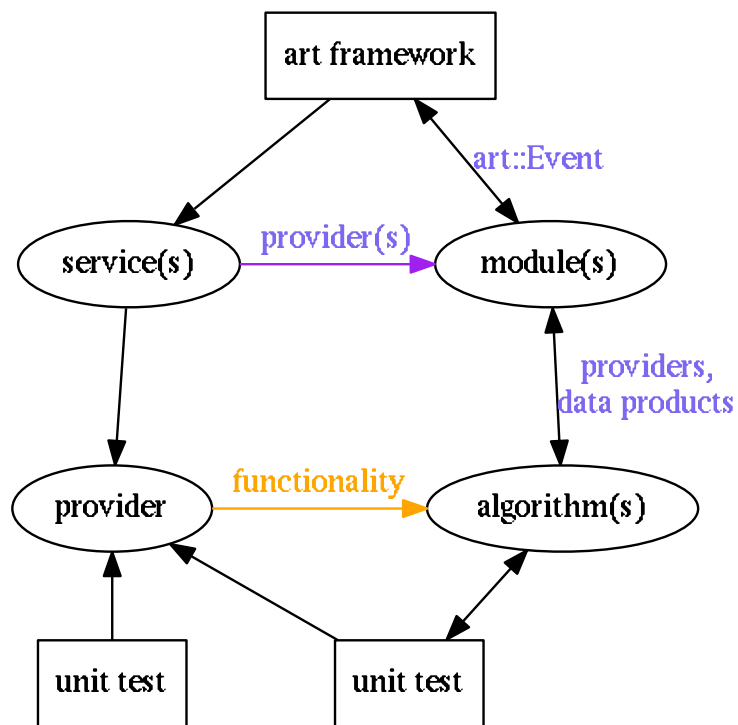 art framework
art::Event
service(s)
provider(s)
module(s)
providers,
data products
provider
functionality
algorithm(s)
unit test
unit test